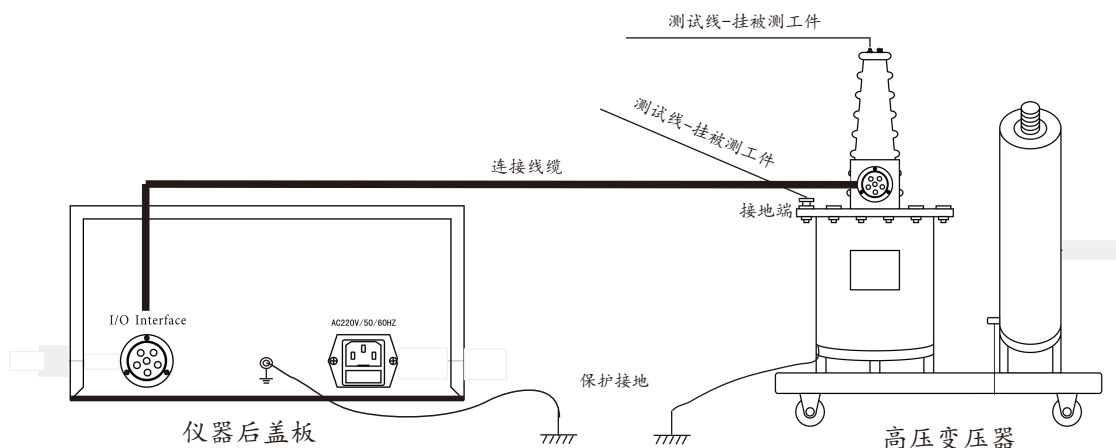 测试线-挂被测工件
测试线-挂被测工件
连接线缆
接地端
I/O Interface
AC220V/50/60HZ
保护接地
仪器后盖板
高压变压器